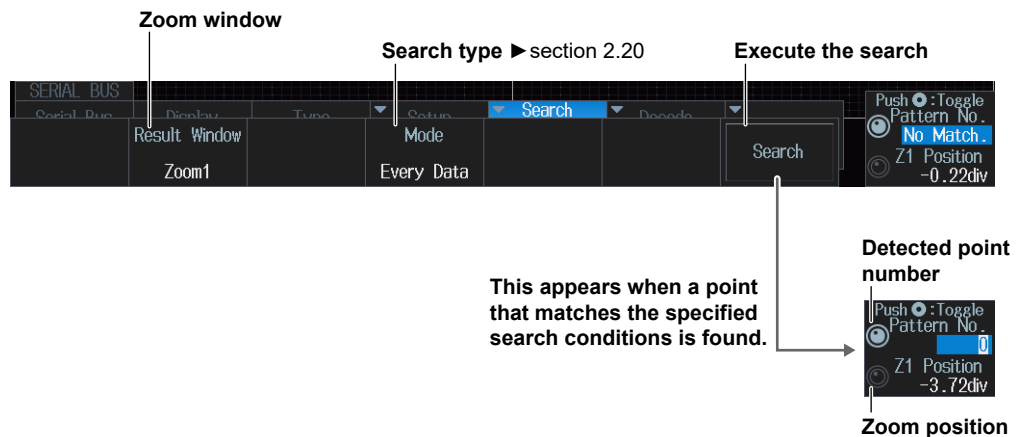 Zoom window
Search type ►section 2.20
Execute the search
SERIAL BUS
Serial Bus Display Type Setup Search Decode
Result Window
Zoom1
Mode
Every Data
Search
Push :Toggle
Pattern No.
No Match.
Z1 Position
-0.22div
Detected point
number
This appears when a point
that matches the specified
search conditions is found.
Push :Toggle
Pattern No.
0
Z1 Position
-3.72div
Zoom position